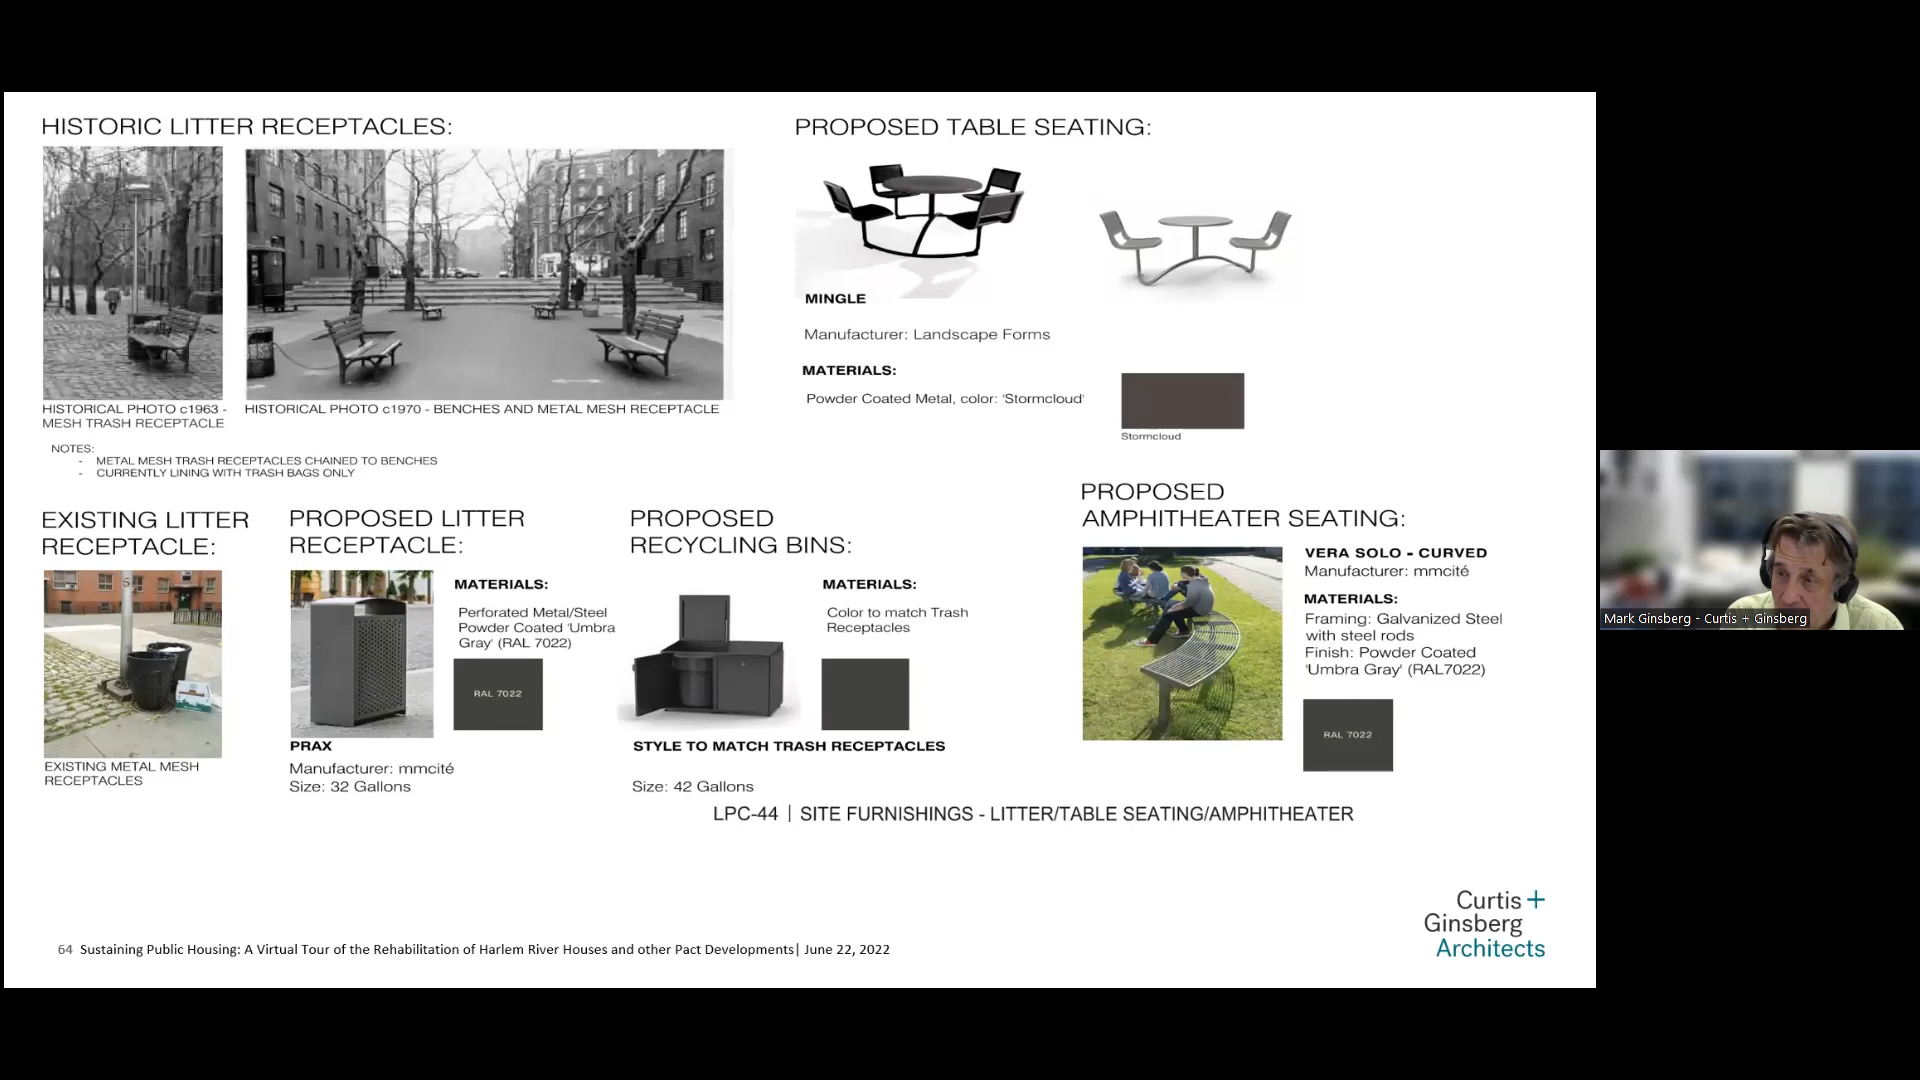 HISTORIC LITTER RECEPTACLES:
HISTORICAL PHOTO c1963 -
MESH TRASH RECEPTACLE
HISTORICAL PHOTO c1970 - BENCHES AND METAL MESH RECEPTACLE
NOTES:
- METAL MESH TRASH RECEPTACLES CHAINED TO BENCHES
- CURRENTLY LINING WITH TRASH BAGS ONLY
PROPOSED TABLE SEATING:
MINGLE
Manufacturer: Landscape Forms
MATERIALS:
Powder Coated Metal, color: 'Stormcloud'
Stormcloud
EXISTING LITTER
RECEPTACLE:
5
EXISTING METAL MESH
RECEPTACLES
PROPOSED LITTER
RECEPTACLE:
MATERIALS:
Perforated Metal/Steel
Powder Coated 'Umbra
Gray' (RAL 7022)
RAL 7022
PRAX
Manufacturer: mmcité
Size: 32 Gallons
PROPOSED
RECYCLING BINS:
MATERIALS:
Color to match Trash
Receptacles
STYLE TO MATCH TRASH RECEPTACLES
Size: 42 Gallons
PROPOSED
AMPHITHEATER SEATING:
VERA SOLO - CURVED
Manufacturer: mmcité
MATERIALS:
Framing: Galvanized Steel
with steel rods
Finish: Powder Coated
'Umbra Gray' (RAL7022)
RAL 7022
LPC-44 | SITE FURNISHINGS - LITTER/TABLE SEATING/AMPHITHEATER
Curtis +
Ginsberg
Architects
64 Sustaining Public Housing: A Virtual Tour of the Rehabilitation of Harlem River Houses and other Pact Developments| June 22, 2022
Mark Ginsberg - Curtis + Ginsberg